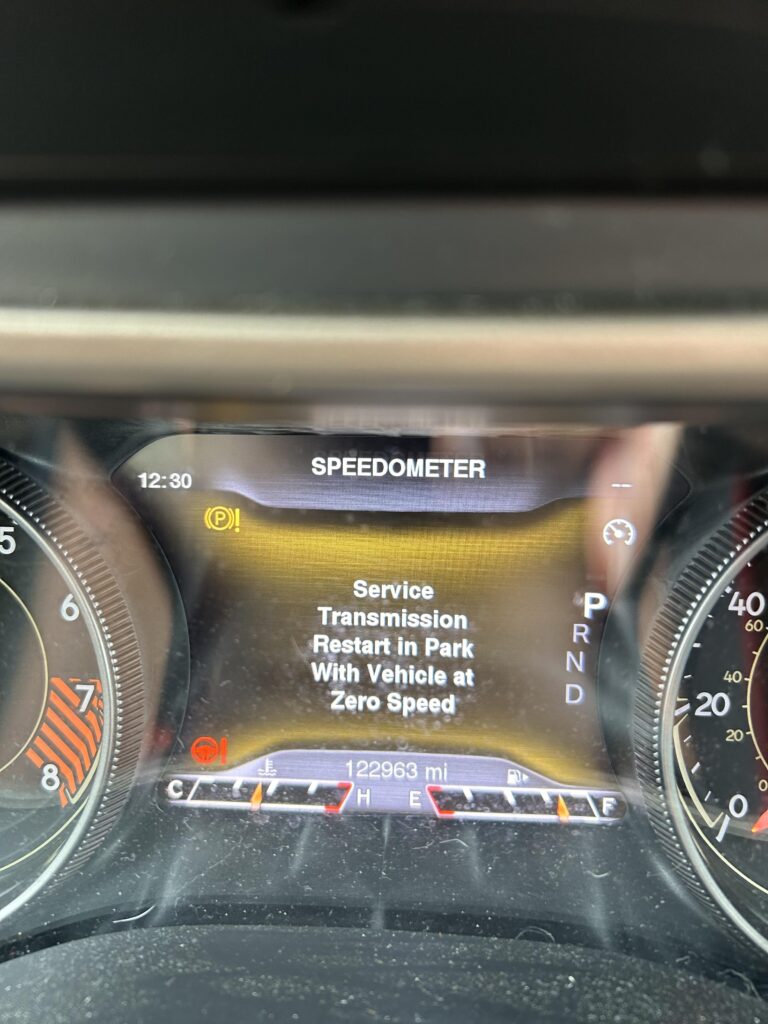 SPEEDOMETER
12:30
--
(P)!
Service
Transmission
Restart in Park
With Vehicle at
Zero Speed
P
R
N
D
122963 mi
C H E F
5
6
7
8
40
60
40
20
20
0
0